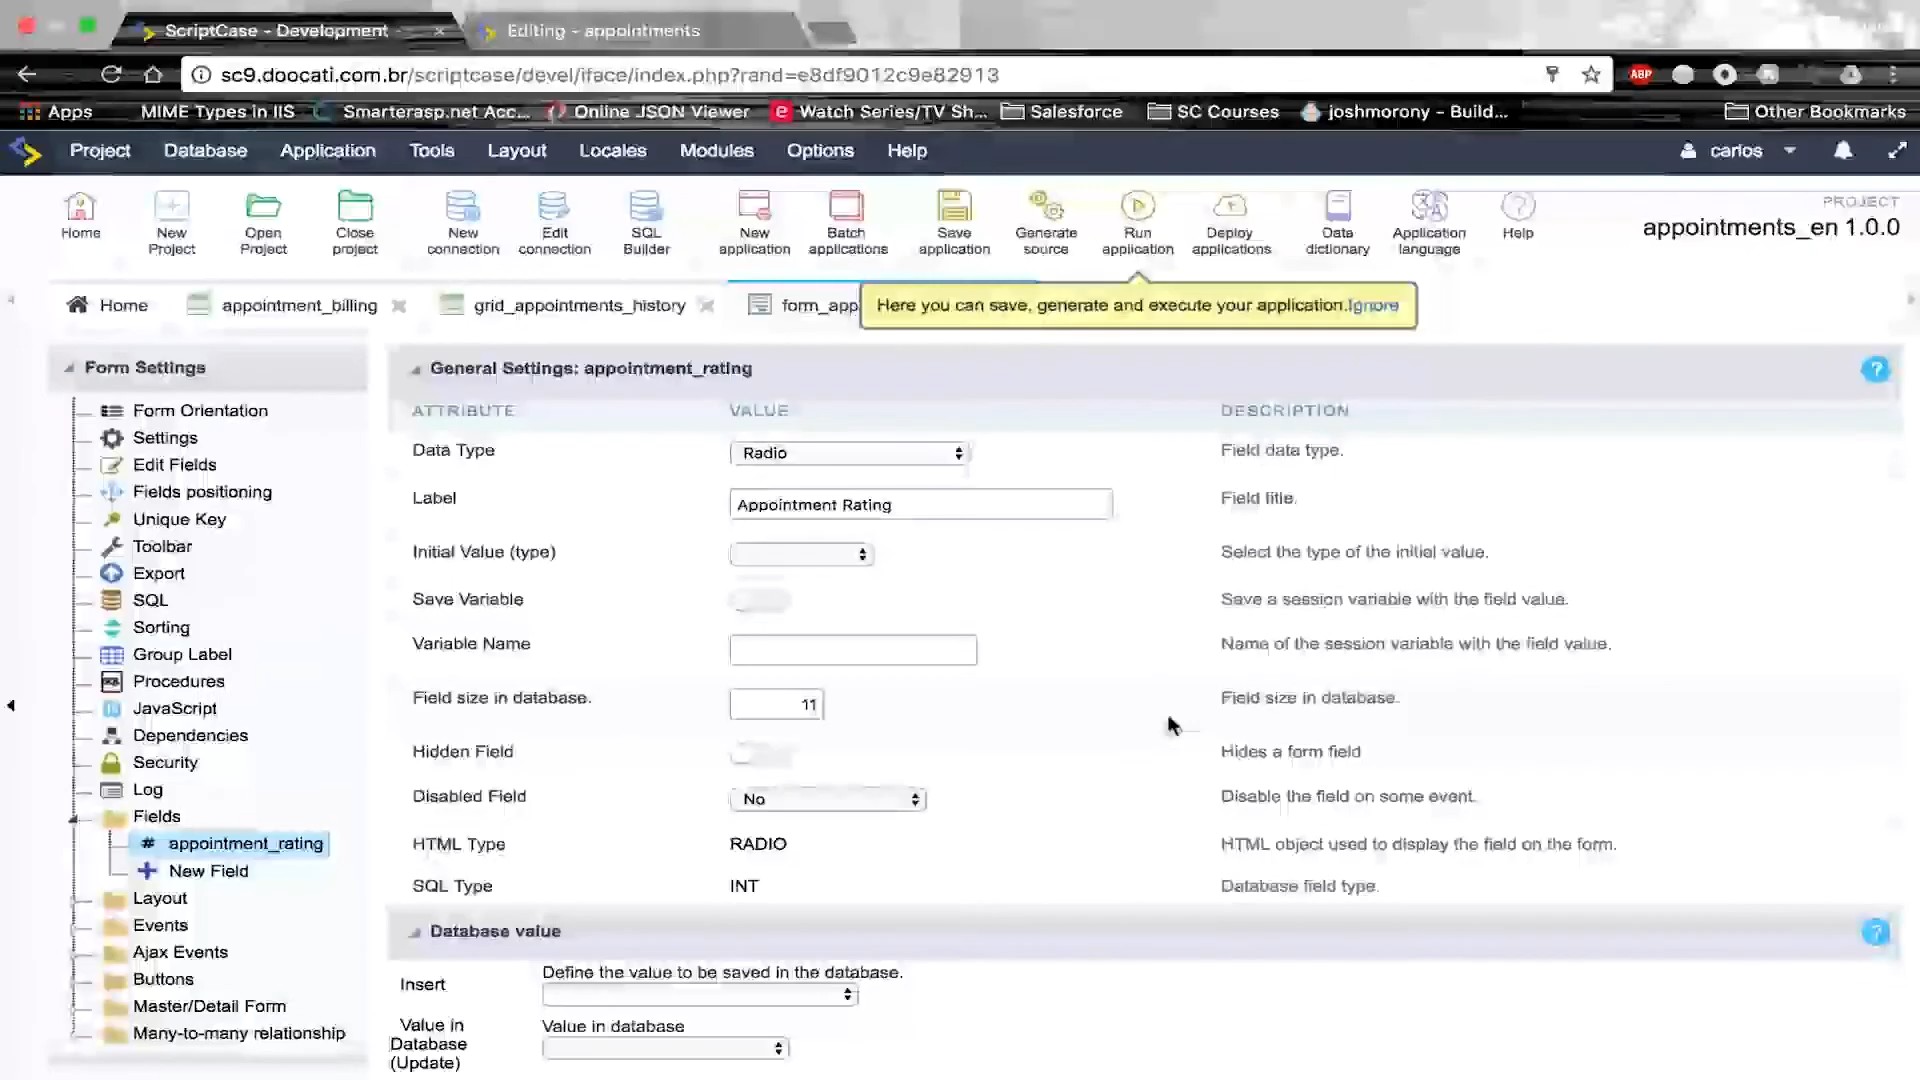 ScriptCase - Development
Editing - appointments
sc9.doocati.com.br/scriptcase/devel/iface/index.php?rand=e8df9012c9e82913
ABP
Apps
MIME Types in IIS
Smarterasp.net Acc...
Online JSON Viewer
Watch Series/TV Sh...
Salesforce
SC Courses
joshmorony - Build...
Other Bookmarks
Project Database Application Tools Layout Locales Modules Options Help
carlos
Home
New Project
Open Project
Close project
New connection
Edit connection
SQL Builder
New application
Batch applications
Save application
Generate source
Run application
Deploy applications
Data dictionary
Application language
Help
PROJECT
appointments_en 1.0.0
Home
appointment_billing
grid_appointments_history
form_app
Here you can save, generate and execute your application.Ignore
Form Settings
Form Orientation
Settings
Edit Fields
Fields positioning
Unique Key
Toolbar
Export
SQL
Sorting
Group Label
Procedures
JavaScript
Dependencies
Security
Log
Fields
# appointment_rating
New Field
Layout
Events
Ajax Events
Buttons
Master/Detail Form
Many-to-many relationship
General Settings: appointment_rating
ATTRIBUTE VALUE DESCRIPTION
Data Type Radio Field data type.
Label Appointment Rating Field title.
Initial Value (type) Select the type of the initial value.
Save Variable Save a session variable with the field value.
Variable Name Name of the session variable with the field value.
Field size in database. 11 Field size in database.
Hidden Field Hides a form field
Disabled Field No Disable the field on some event.
HTML Type RADIO HTML object used to display the field on the form.
SQL Type INT Database field type.
Database value
Insert
Define the value to be saved in the database.
Value in
Database
(Update)
Value in database